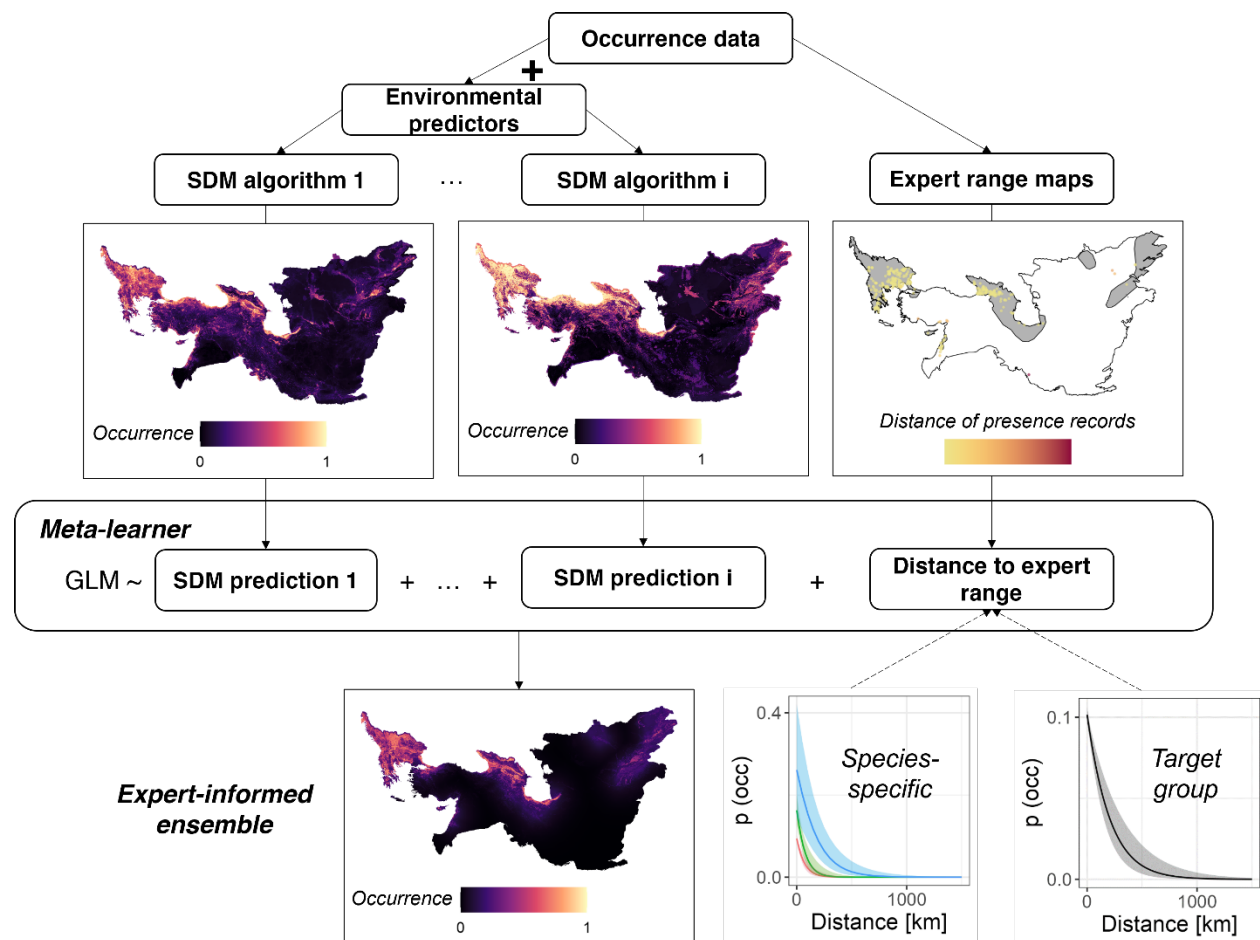 Occurrence data
+
Environmental
predictors
SDM algorithm 1
...
SDM algorithm i
Expert range maps
Occurrence
0
1
Occurrence
0
1
Distance of presence records
Meta-learner
GLM ~
SDM prediction 1
+ ... +
SDM prediction i
+
Distance to expert
range
Expert-informed
ensemble
Occurrence
0
1
p (occ)
0.4
0.0
Species-
specific
0
1000
Distance [km]
p (occ)
0.1
0.0
Target
group
0
1000
Distance [km]